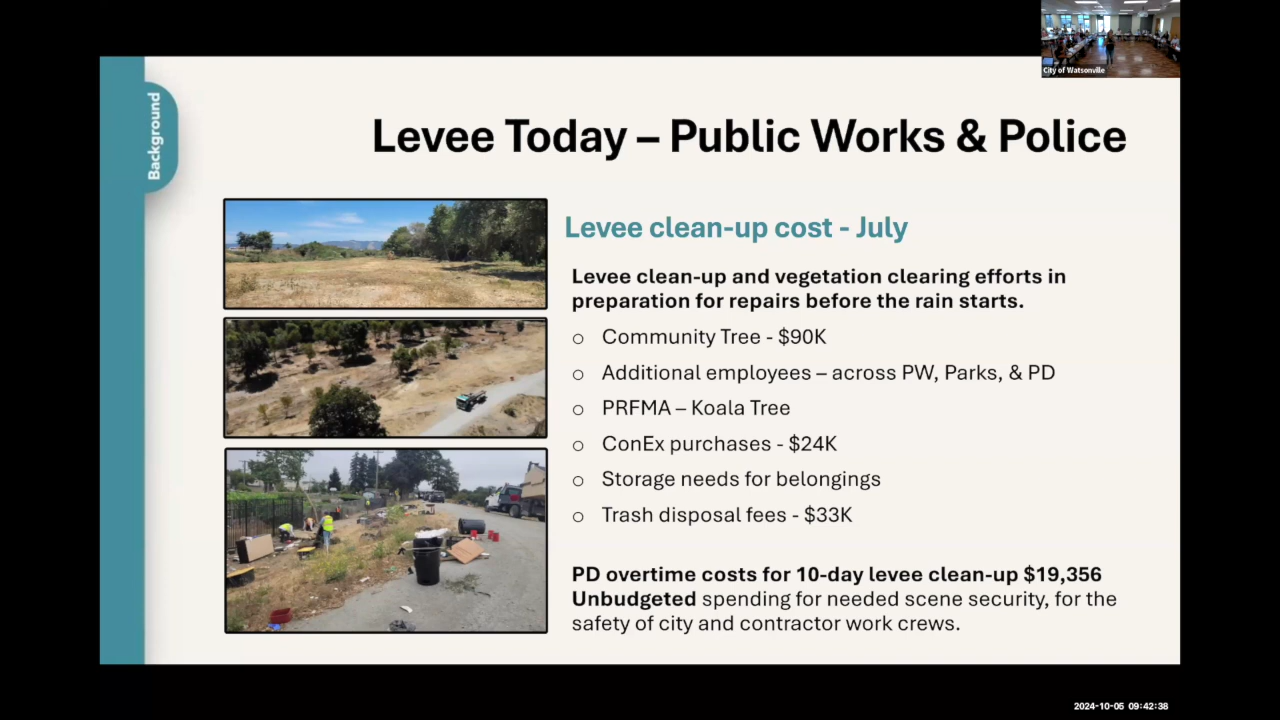 City of Watsonville
Background
Levee Today – Public Works & Police
Levee clean-up cost - July
Levee clean-up and vegetation clearing efforts in
preparation for repairs before the rain starts.
o Community Tree - $90K
o Additional employees – across PW, Parks, & PD
o PRFMA – Koala Tree
o ConEx purchases - $24K
o Storage needs for belongings
o Trash disposal fees - $33K
PD overtime costs for 10-day levee clean-up $19,356
Unbudgeted spending for needed scene security, for the
safety of city and contractor work crews.
2024-10-05 09:42:38